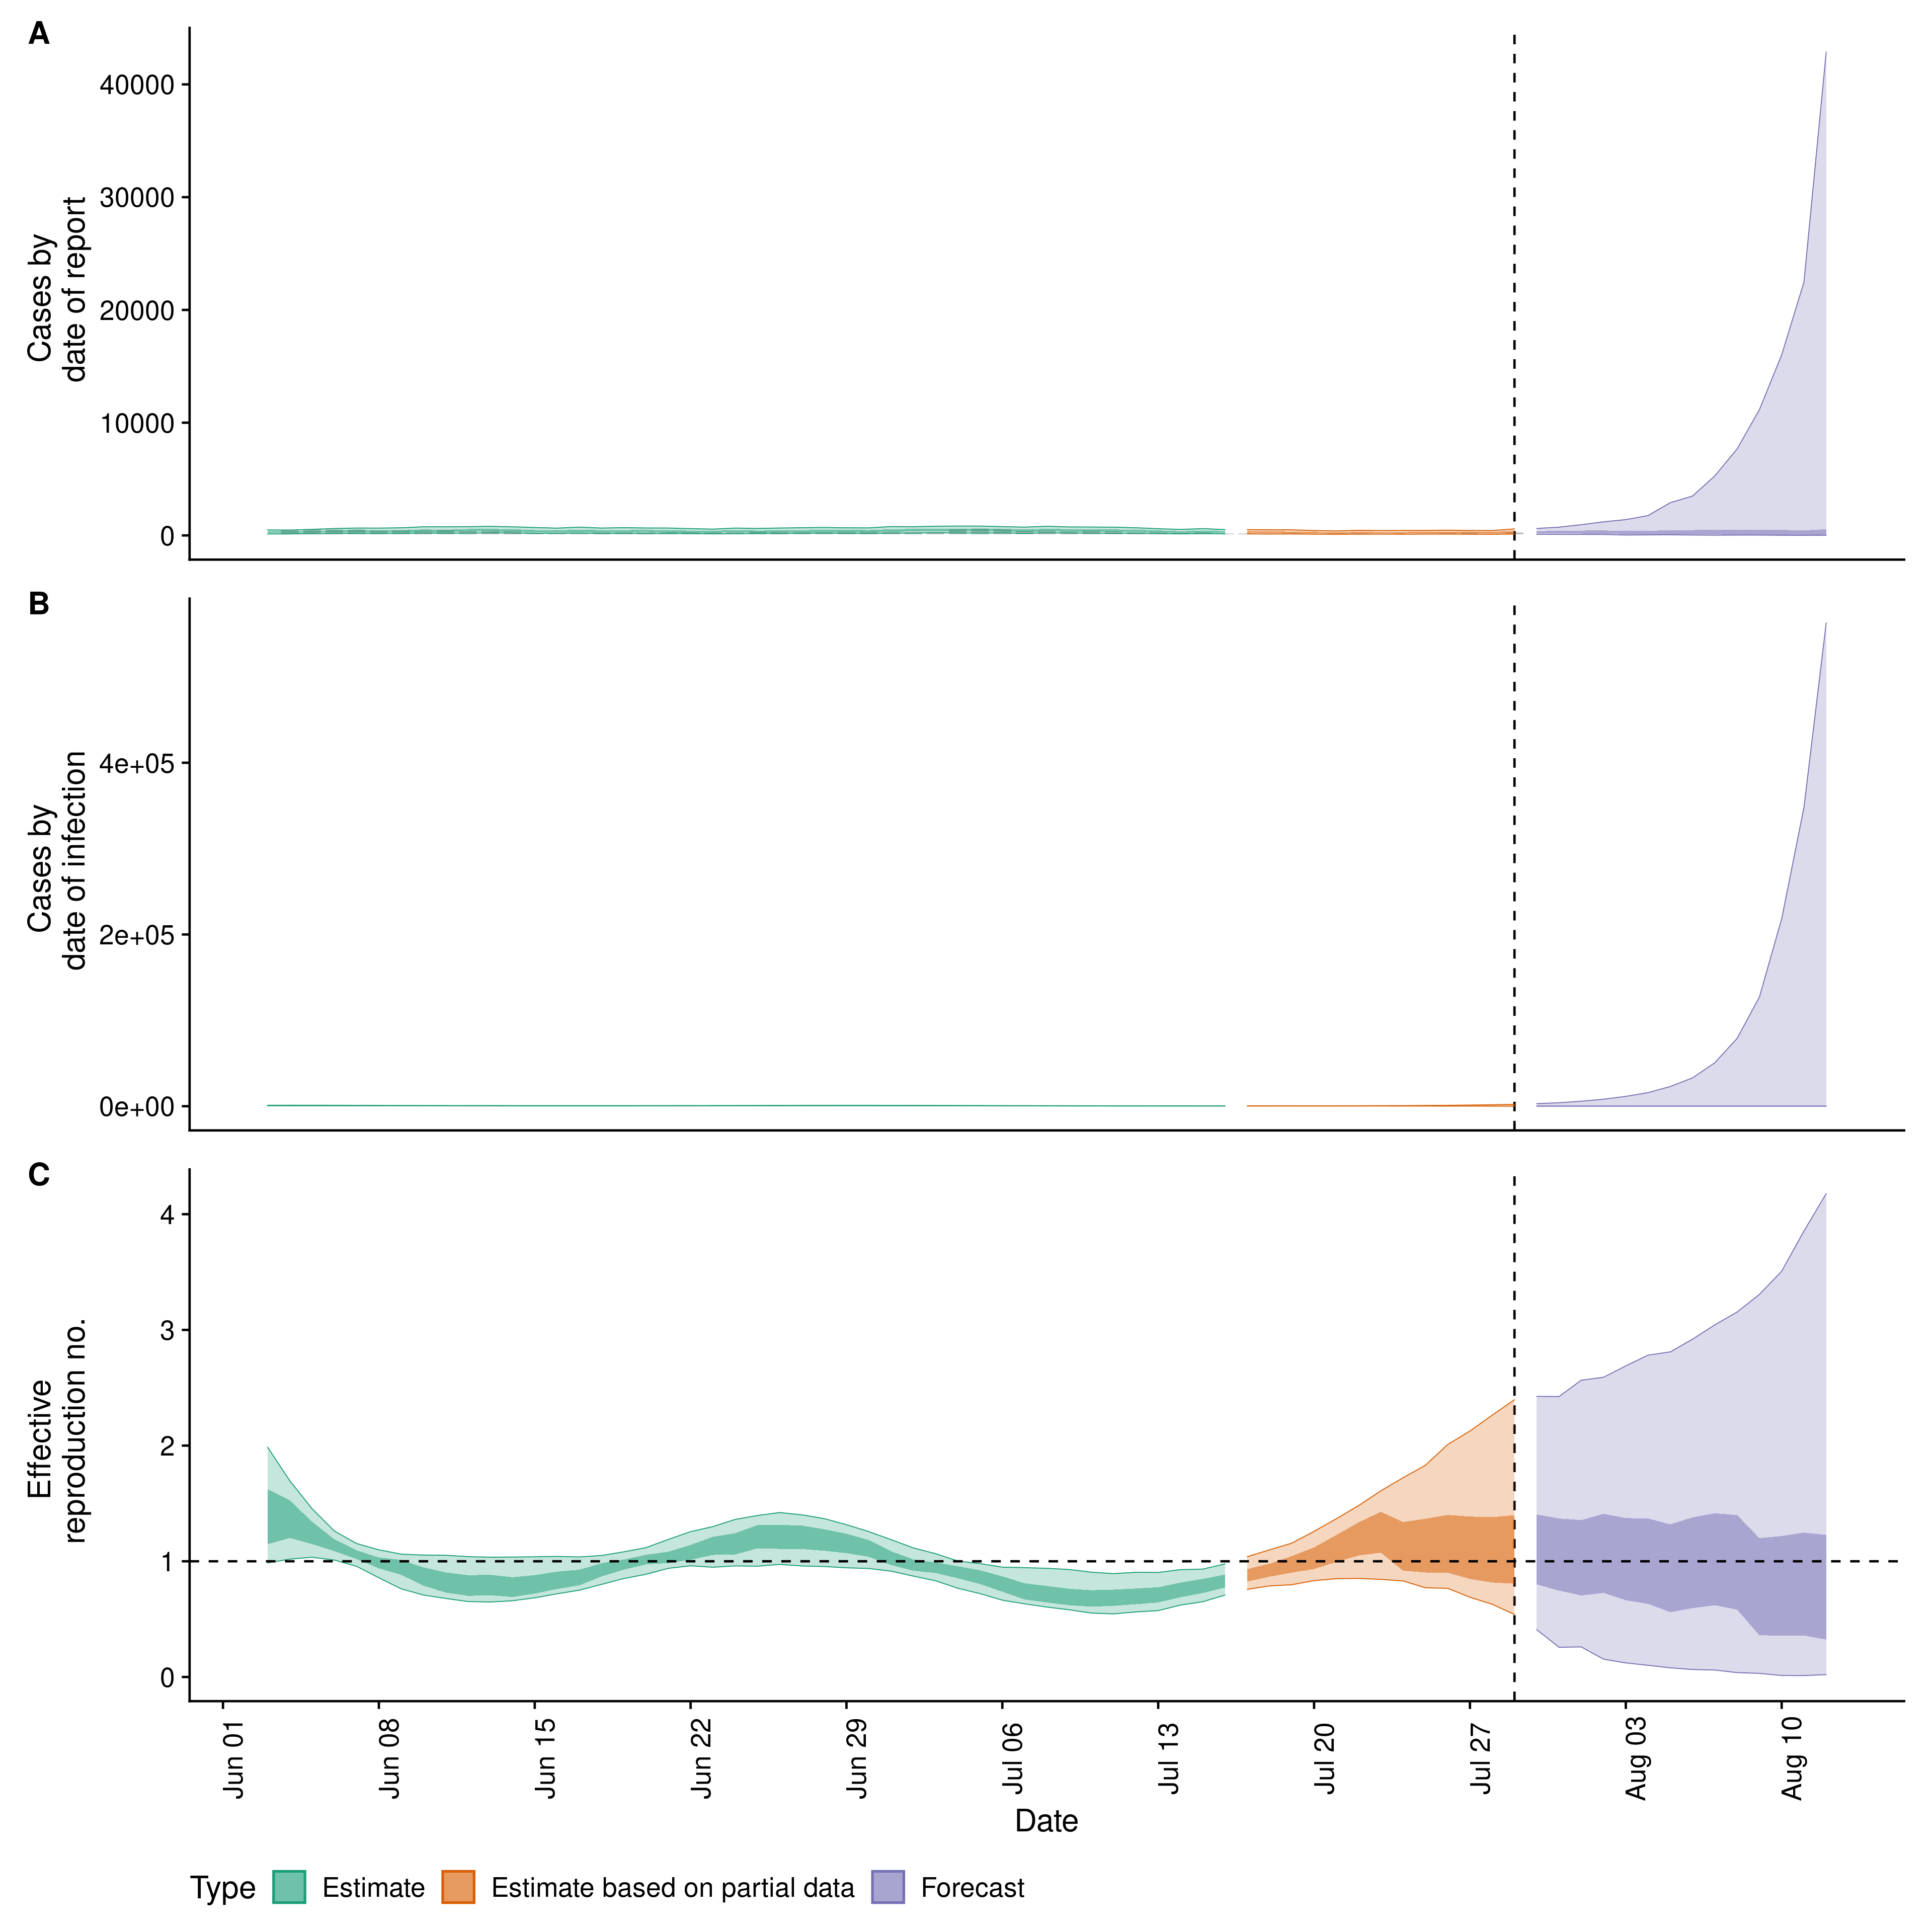 A
Cases by
date of report
40000
30000
20000
10000
0
B
Cases by
date of infection
4e+05
2e+05
0e+00
C
Effective
reproduction no.
4
3
2
1
0
Jun 01
Jun 08
Jun 15
Jun 22
Jun 29
Jul 06
Jul 13
Jul 20
Jul 27
Aug 03
Aug 10
Date
Type Estimate Estimate based on partial data Forecast